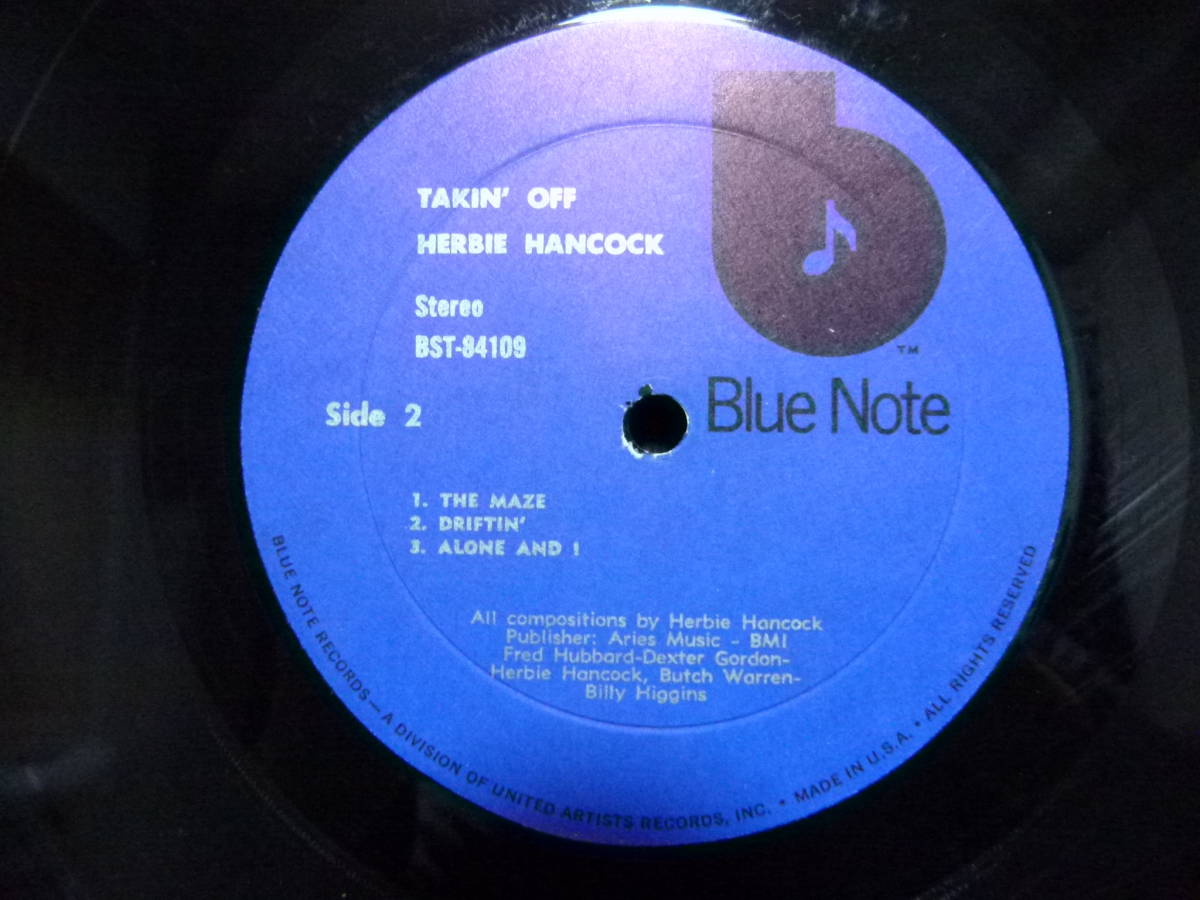 TAKIN' OFF
HERBIE HANCOCK
Stereo
BST-84109
Side 2
TM
Blue Note
1. THE MAZE
2. DRIFTIN'
3. ALONE AND I
All compositions by Herbie Hancock
Publisher: Aries Music - BMI
Fred Hubbard-Dexter Gordon-
Herbie Hancock, Butch Warren-
Billy Higgins
BLUE NOTE RECORDS — A DIVISION OF UNITED ARTISTS RECORDS, INC. • MADE IN U.S.A. • ALL RIGHTS RESERVED